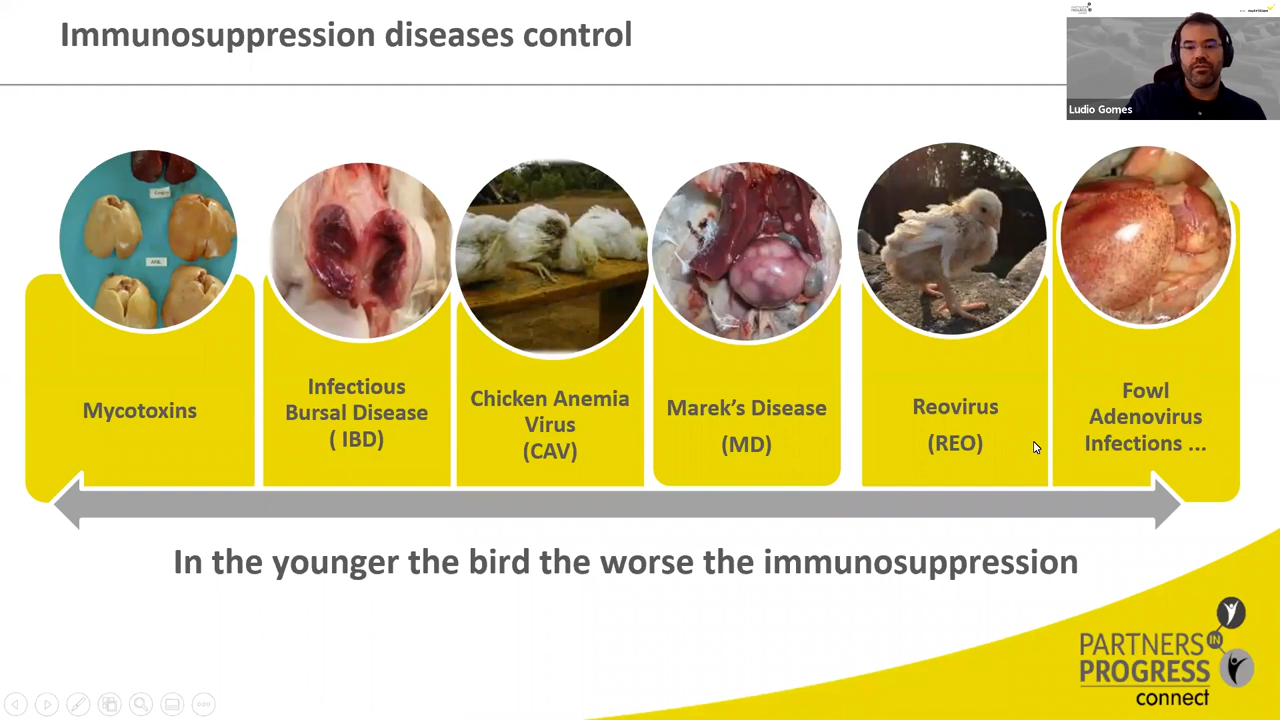 Immunosuppression diseases control
nutrition
Ludio Gomes
Mycotoxins
Infectious
Bursal Disease
( IBD)
Chicken Anemia
Virus
(CAV)
Marek’s Disease
(MD)
Reovirus
(REO)
Fowl
Adenovirus
Infections ...
In the younger the bird the worse the immunosuppression
PARTNERS IN
PROGRESS
connect